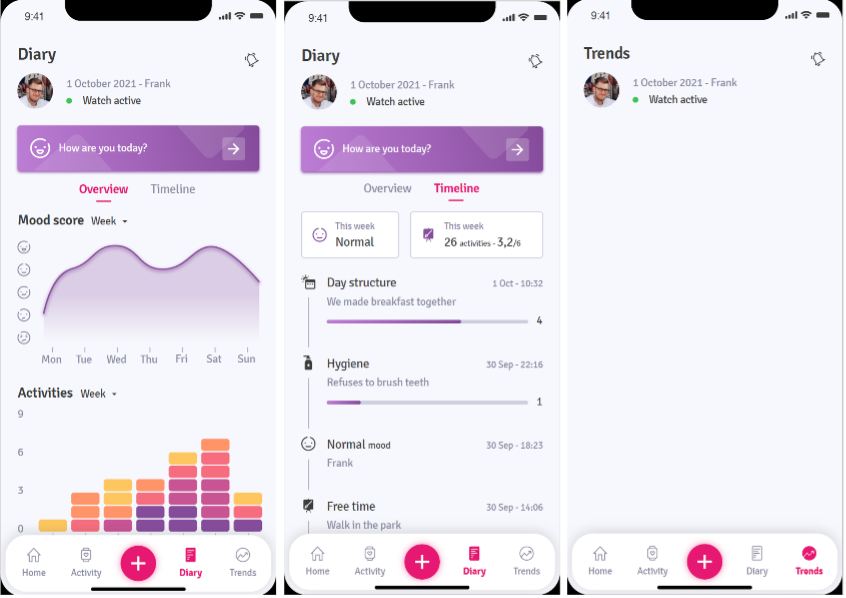 9:41
Diary
1 October 2021 - Frank
Watch active
How are you today?
Overview Timeline
Mood score Week
Mon Tue Wed Thu Fri Sat Sun
Activities Week
9
6
3
0
Home Activity Diary Trends
9:41
Diary
1 October 2021 - Frank
Watch active
How are you today?
Overview Timeline
This week
Normal
This week
26 activities - 3,2/6
Day structure 1 Oct - 10:32
We made breakfast together
4
Hygiene 30 Sep - 22:16
Refuses to brush teeth
1
Normal mood 30 Sep - 18:23
Frank
Free time 30 Sep - 14:06
Walk in the park
Home Activity Diary Trends
9:41
Trends
1 October 2021 - Frank
Watch active
Home Activity Diary Trends